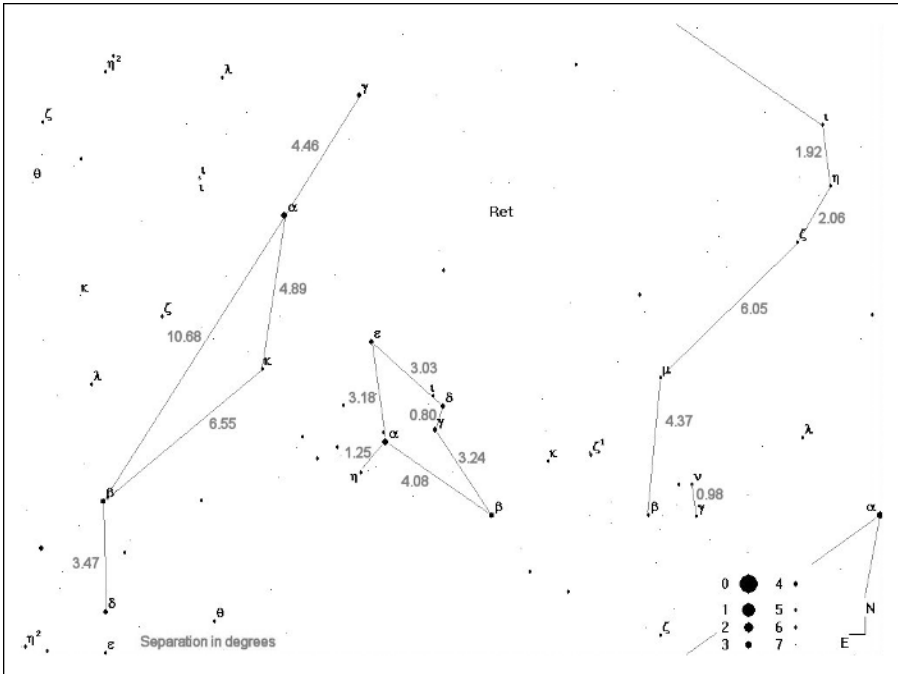 η² λ γ ι
ζ 4.46 1.92
θ ι η
ι α Ret 2.06
ζ
κ ζ 4.89 6.05
10.68 ε
κ 3.03 μ
λ 3.18 ι δ 4.37 λ
6.55 0.80 γ
α 3.24 ζ¹
1.25 κ
η 4.08 ν
β β β 0.98 γ α
3.47
0 4
δ θ 1 5 N
2 6
η² ε Separation in degrees ζ 3 7 E